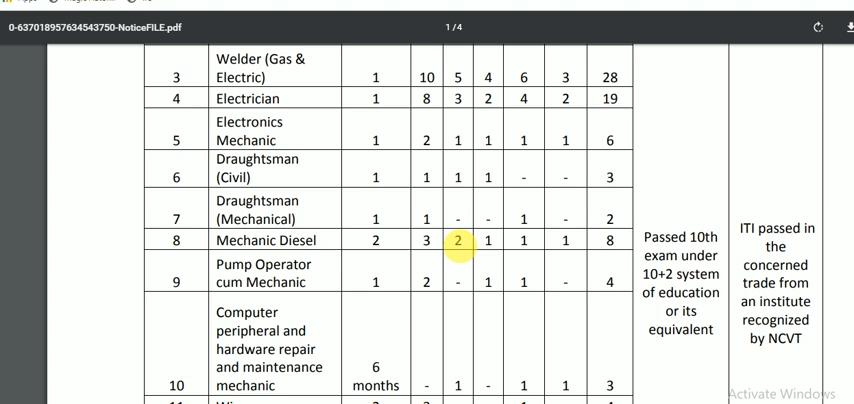 0-637018957634543750-NoticeFILE.pdf
1/4
Welder (Gas &
3 Electric) 1 10 5 4 6 3 28
4 Electrician 1 8 3 2 4 2 19
Electronics
5 Mechanic 1 2 1 1 1 1 6
Draughtsman
6 (Civil) 1 1 1 1 - - 3
Draughtsman
7 (Mechanical) 1 1 - - 1 - 2
8 Mechanic Diesel 2 3 2 1 1 1 8
Pump Operator
9 cum Mechanic 1 2 - 1 1 - 4
Computer
peripheral and
hardware repair
and maintenance 6
10 mechanic months - 1 - 1 1 3
Passed 10th
exam under
10+2 system
of education
or its
equivalent
ITI passed in
the
concerned
trade from
an institute
recognized
by NCVT
Activate Windows